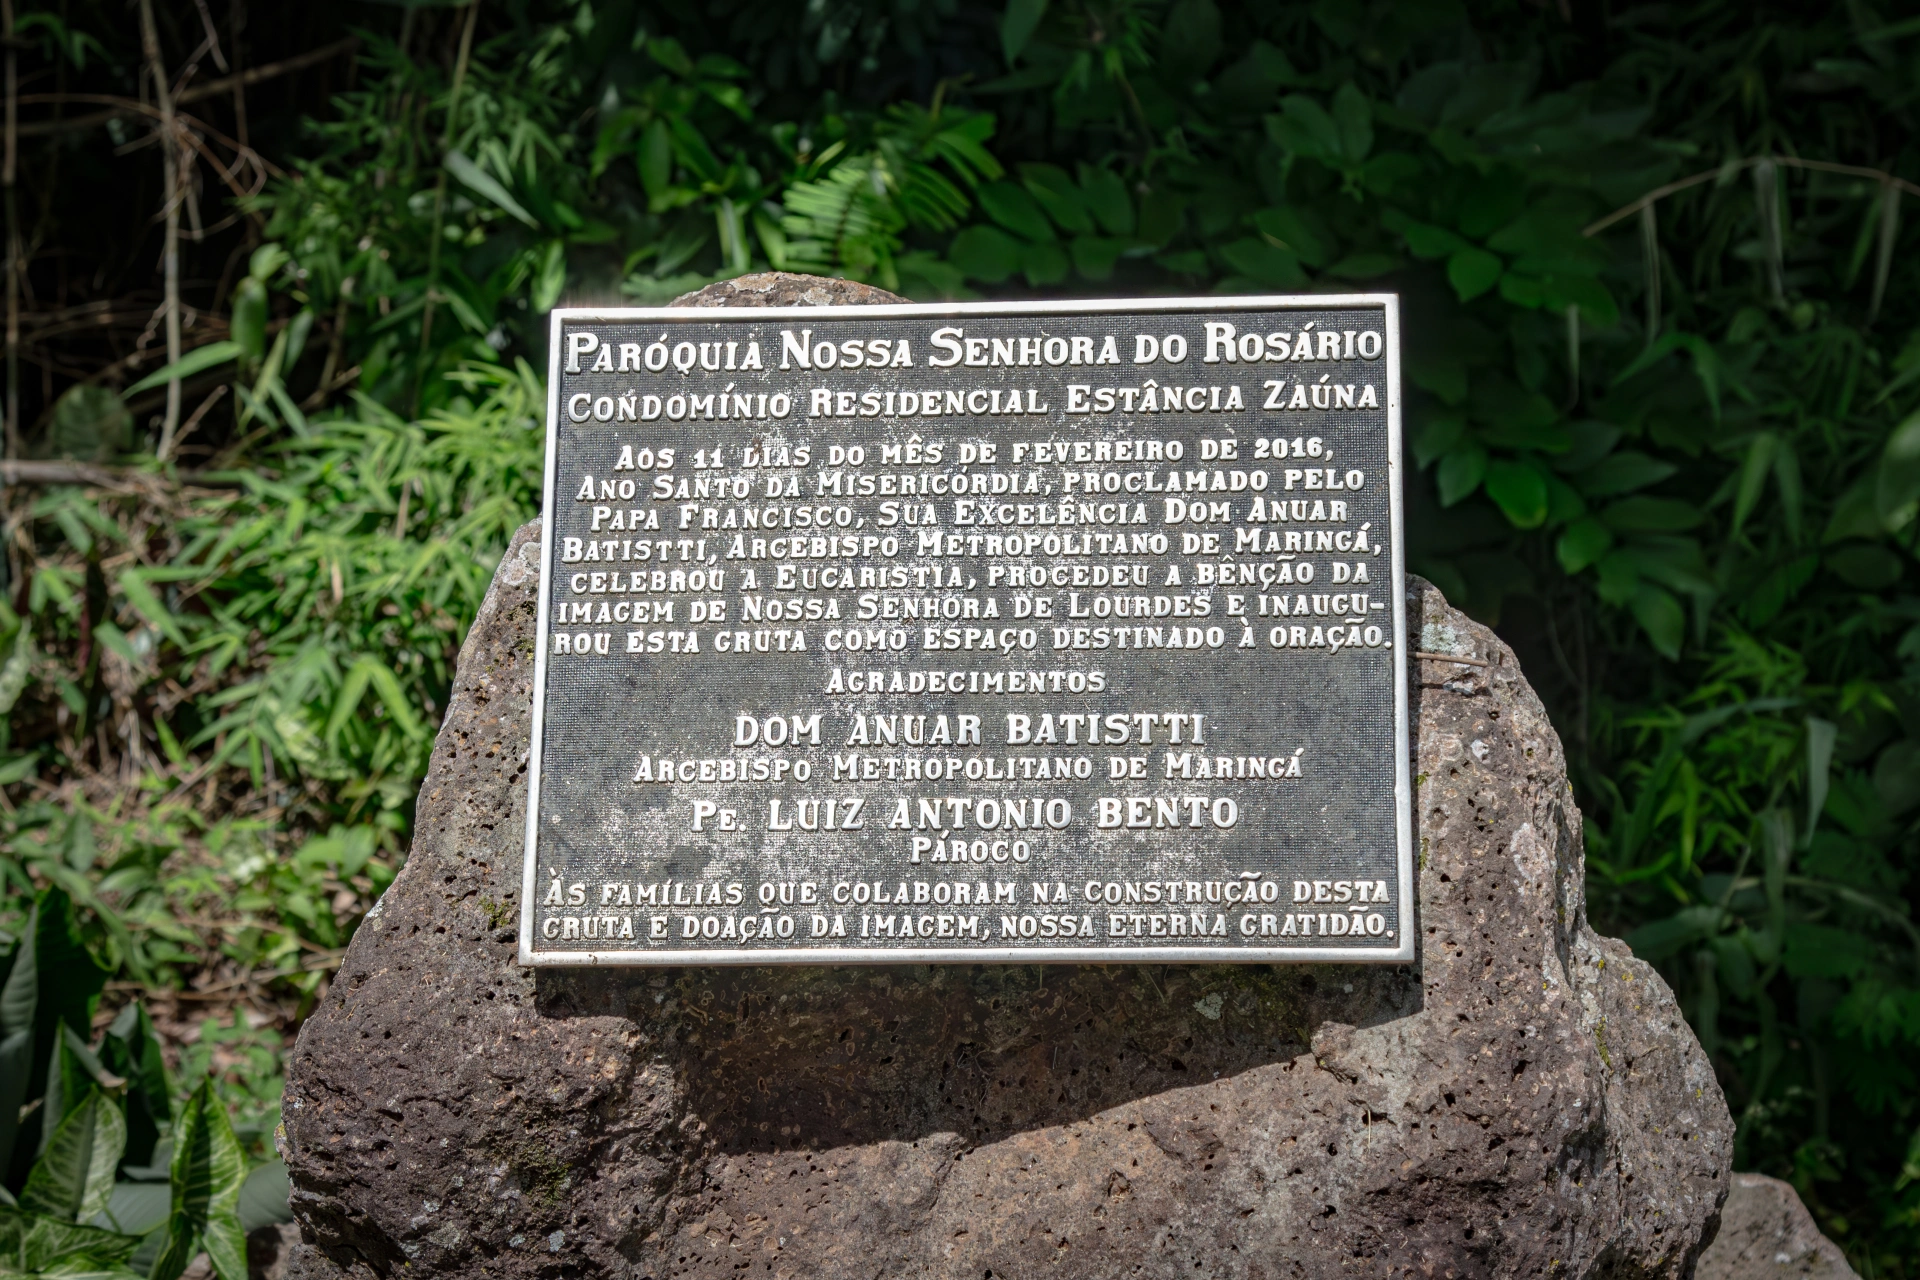 PARÓQUIA NOSSA SENHORA DO ROSÁRIO
CONDOMÍNIO RESIDENCIAL ESTÂNCIA ZAÚNA
AOS 11 DIAS DO MÊS DE FEVEREIRO DE 2016,
ANO SANTO DA MISERICÓRDIA, PROCLAMADO PELO
PAPA FRANCISCO, SUA EXCELÊNCIA DOM ANUAR
BATISTTI, ARCEBISPO METROPOLITANO DE MARINGÁ,
CELEBROU A EUCARISTIA, PROCEDEU A BÊNÇÃO DA
IMAGEM DE NOSSA SENHORA DE LOURDES E INAUGU-
ROU ESTA GRUTA COMO ESPAÇO DESTINADO À ORAÇÃO.
AGRADECIMENTOS
DOM ANUAR BATISTTI
ARCEBISPO METROPOLITANO DE MARINGÁ
PE. LUIZ ANTONIO BENTO
PÁROCO
ÀS FAMÍLIAS QUE COLABORAM NA CONSTRUÇÃO DESTA
GRUTA E DOAÇÃO DA IMAGEM, NOSSA ETERNA GRATIDÃO.